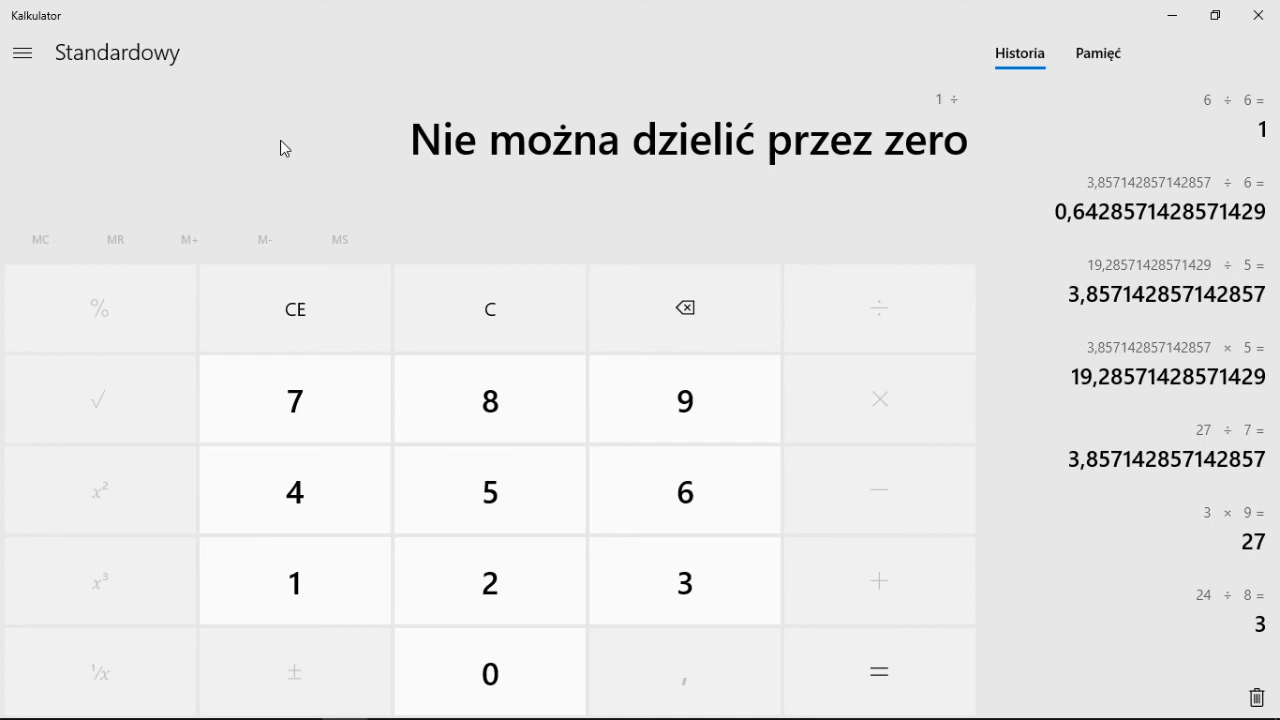 Kalkulator
Standardowy
Historia Pamięć
1 ÷
Nie można dzielić przez zero
MC MR M+ M- MS
% CE C ÷
√ 7 8 9 ×
x² 4 5 6 −
x³ 1 2 3 +
¹/x ± 0 , =
6 ÷ 6 =
1
3,857142857142857 ÷ 6 =
0,6428571428571429
19,28571428571429 ÷ 5 =
3,857142857142857
3,857142857142857 × 5 =
19,28571428571429
27 ÷ 7 =
3,857142857142857
3 × 9 =
27
24 ÷ 8 =
3